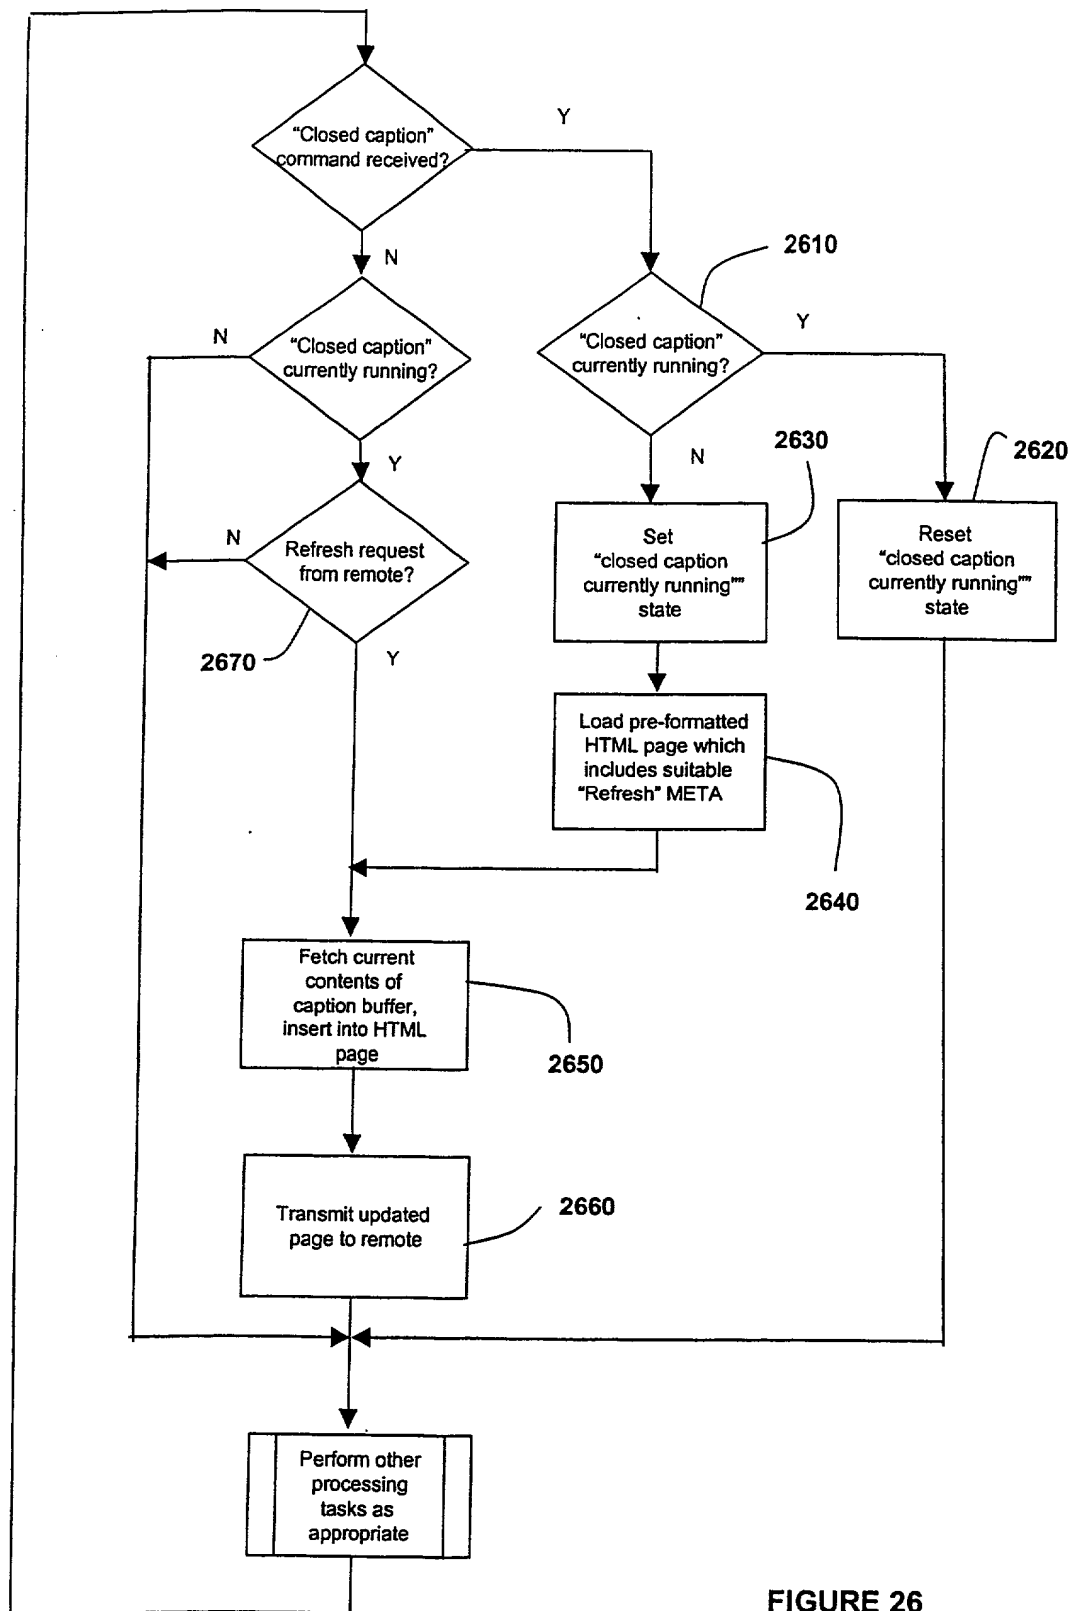 "Closed caption"
command received?
Y
N
2610
"Closed caption"
currently running?
N
Y
"Closed caption"
currently running?
Y
N
2630
2620
Refresh request
from remote?
N
Y
2670
Set
"closed caption
currently running""
state
Reset
"closed caption
currently running""
state
Load pre-formatted
HTML page which
includes suitable
"Refresh" META
2640
Fetch current
contents of
caption buffer,
insert into HTML
page
2650
Transmit updated
page to remote
2660
Perform other
processing
tasks as
appropriate
FIGURE 26